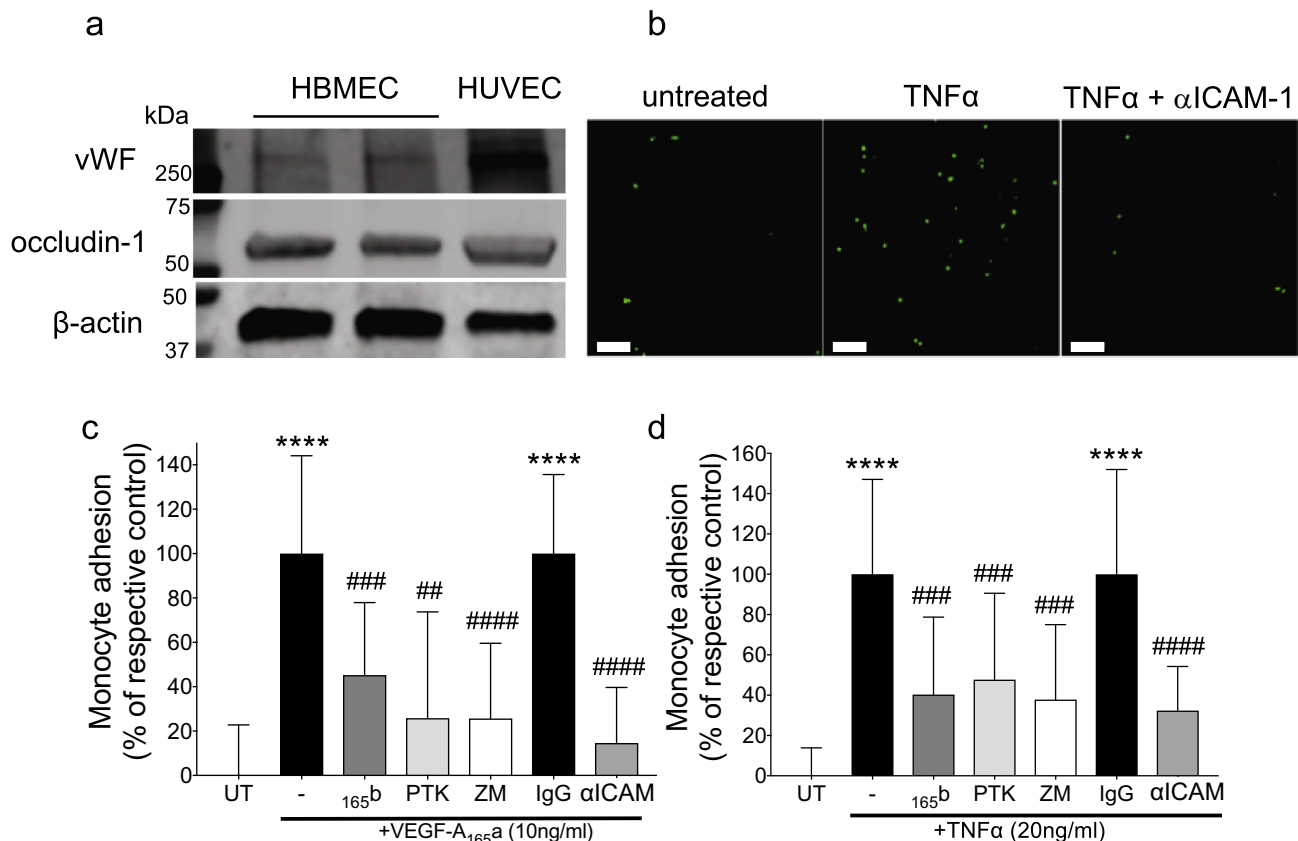 a
HBMEC HUVEC
kDa
vWF
250
75
occludin-1
50
50
β-actin
37
b
untreated TNFα TNFα + αICAM-1
c
Monocyte adhesion
(% of respective control)
140
120
100
80
60
40
20
0
**** ### ## #### **** ####
UT - 165b PTK ZM IgG αICAM
+VEGF-A165a (10ng/ml)
d
Monocyte adhesion
(% of respective control)
160
140
120
100
80
60
40
20
0
**** ### ### ### **** ####
UT - 165b PTK ZM IgG αICAM
+TNFα (20ng/ml)